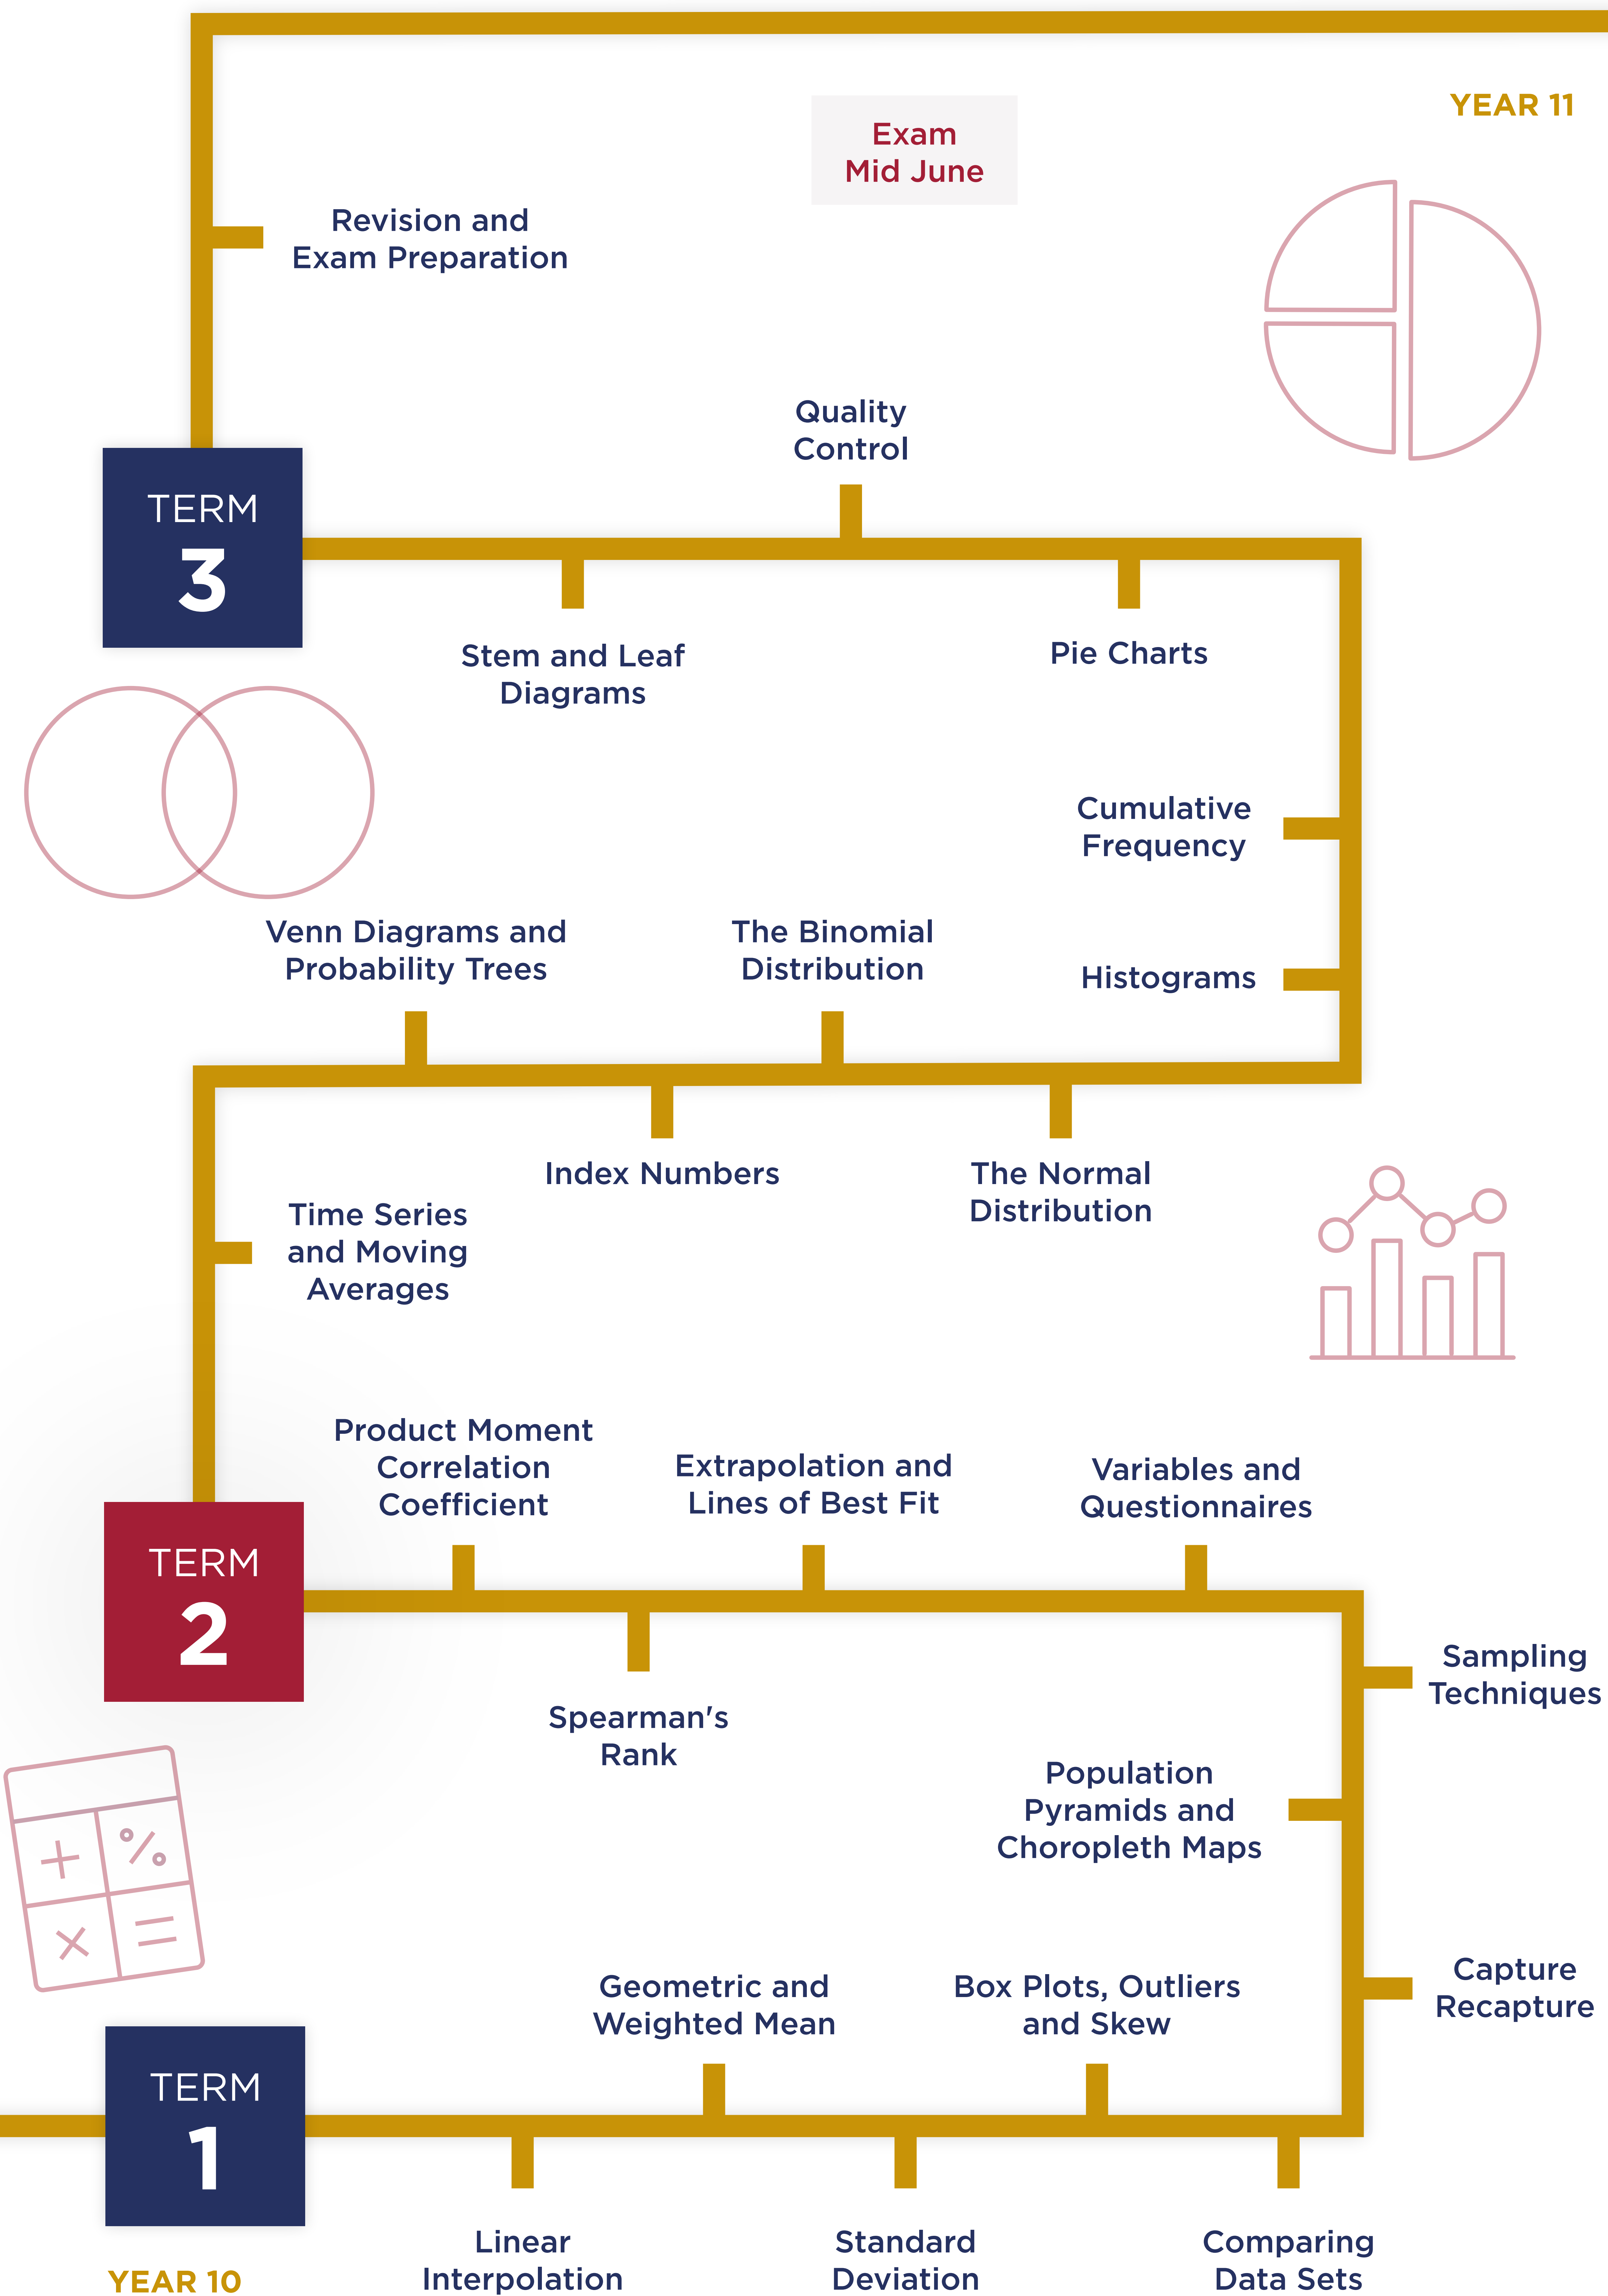 YEAR 11
Exam
Mid June
Revision and
Exam Preparation
Quality
Control
TERM
3
Stem and Leaf
Diagrams
Pie Charts
Cumulative
Frequency
Venn Diagrams and
Probability Trees
The Binomial
Distribution
Histograms
Index Numbers
The Normal
Distribution
Time Series
and Moving
Averages
Product Moment
Correlation
Coefficient
Extrapolation and
Lines of Best Fit
Variables and
Questionnaires
TERM
2
Sampling
Techniques
Spearman's
Rank
Population
Pyramids and
Choropleth Maps
+ %
× =
Capture
Recapture
Geometric and
Weighted Mean
Box Plots, Outliers
and Skew
TERM
1
Linear
Interpolation
Standard
Deviation
Comparing
Data Sets
YEAR 10